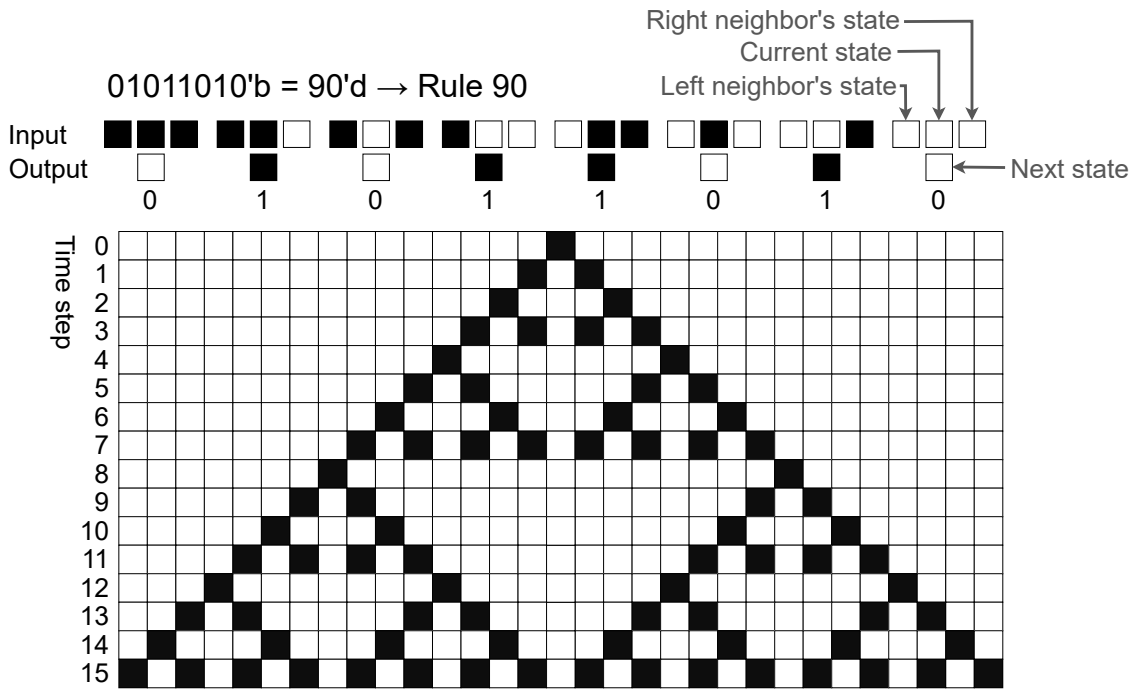 Right neighbor's state
Current state
01011010'b = 90'd → Rule 90
Left neighbor's state
Input
Output
Next state
0 1 0 1 1 0 1 0
Time step
0
1
2
3
4
5
6
7
8
9
10
11
12
13
14
15